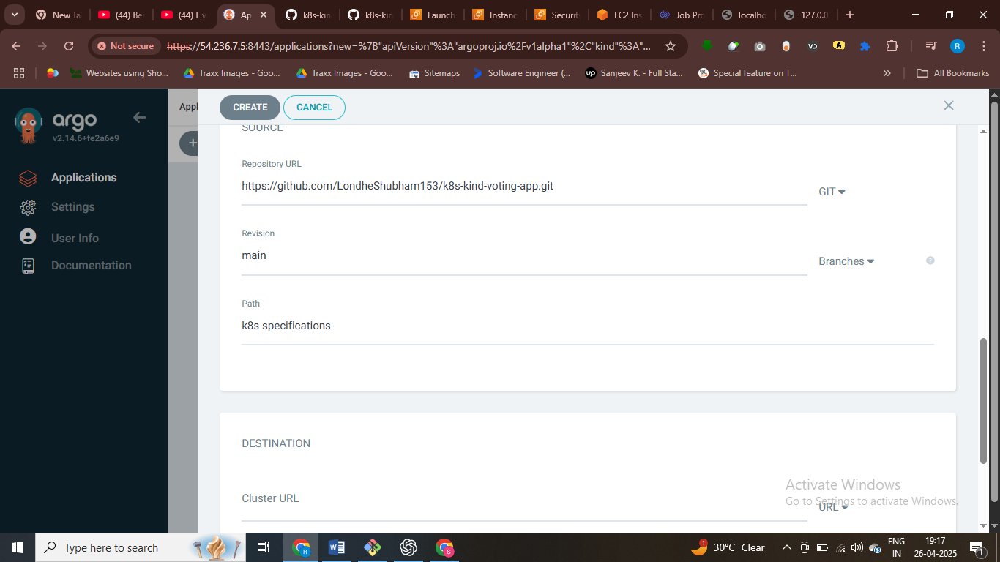 New Ta
(44) Be
(44) Liv
Ap
k8s-kin
k8s-kin
Launch
Instanc
Securit
EC2 Ins
Job Pro
localho
127.0.0
Not secure
https://54.236.7.5:8443/applications?new=%7B"apiVersion"%3A"argoproj.io%2Fv1alpha1"%2C"kind"%3A"...
R
Websites using Sho...
Traxx Images - Goo...
Traxx Images - Goo...
Sitemaps
Software Engineer (...
Sanjeev K. - Full Sta...
Special feature on T...
All Bookmarks
argo
v2.14.6+fe2a6e9
Applications
Settings
User Info
Documentation
Appl
+
CREATE
CANCEL
SOURCE
Repository URL
https://github.com/LondheShubham153/k8s-kind-voting-app.git
GIT
Revision
main
Branches
Path
k8s-specifications
DESTINATION
Cluster URL
URL
Activate Windows
Go to Settings to activate Windows.
Type here to search
30°C Clear
ENG
IN
19:17
26-04-2025
1